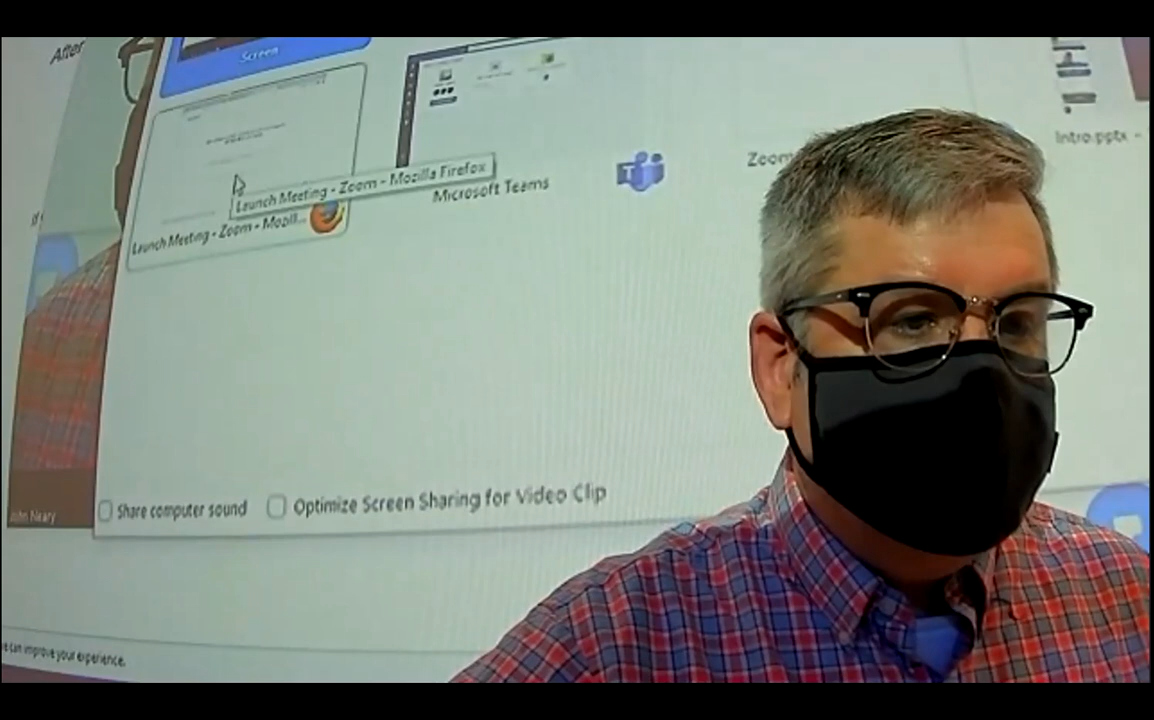 After
Screen
Launch Meeting - Zoom - Mozilla Firefox
Launch Meeting - Zoom - Mozill...
Microsoft Teams
T
Zoom
Intro.pptx -
Share computer sound
Optimize Screen Sharing for Video Clip
John Neary
can improve your experience.